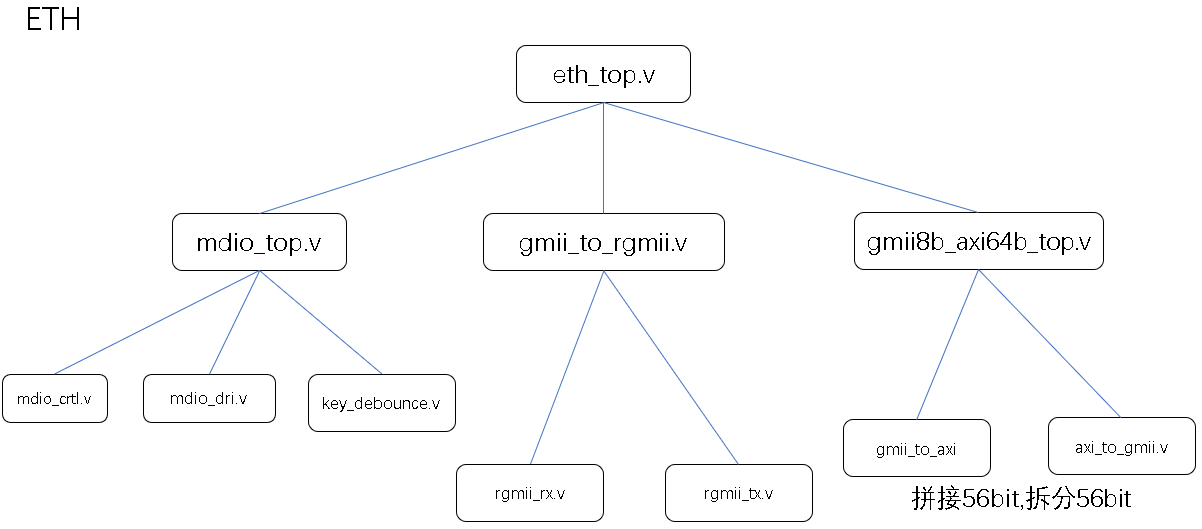 ETH
eth_top.v
mdio_top.v
gmii_to_rgmii.v
gmii8b_axi64b_top.v
mdio_crtl.v
mdio_dri.v
key_debounce.v
rgmii_rx.v
rgmii_tx.v
gmii_to_axi
axi_to_gmii.v
拼接56bit,拆分56bit